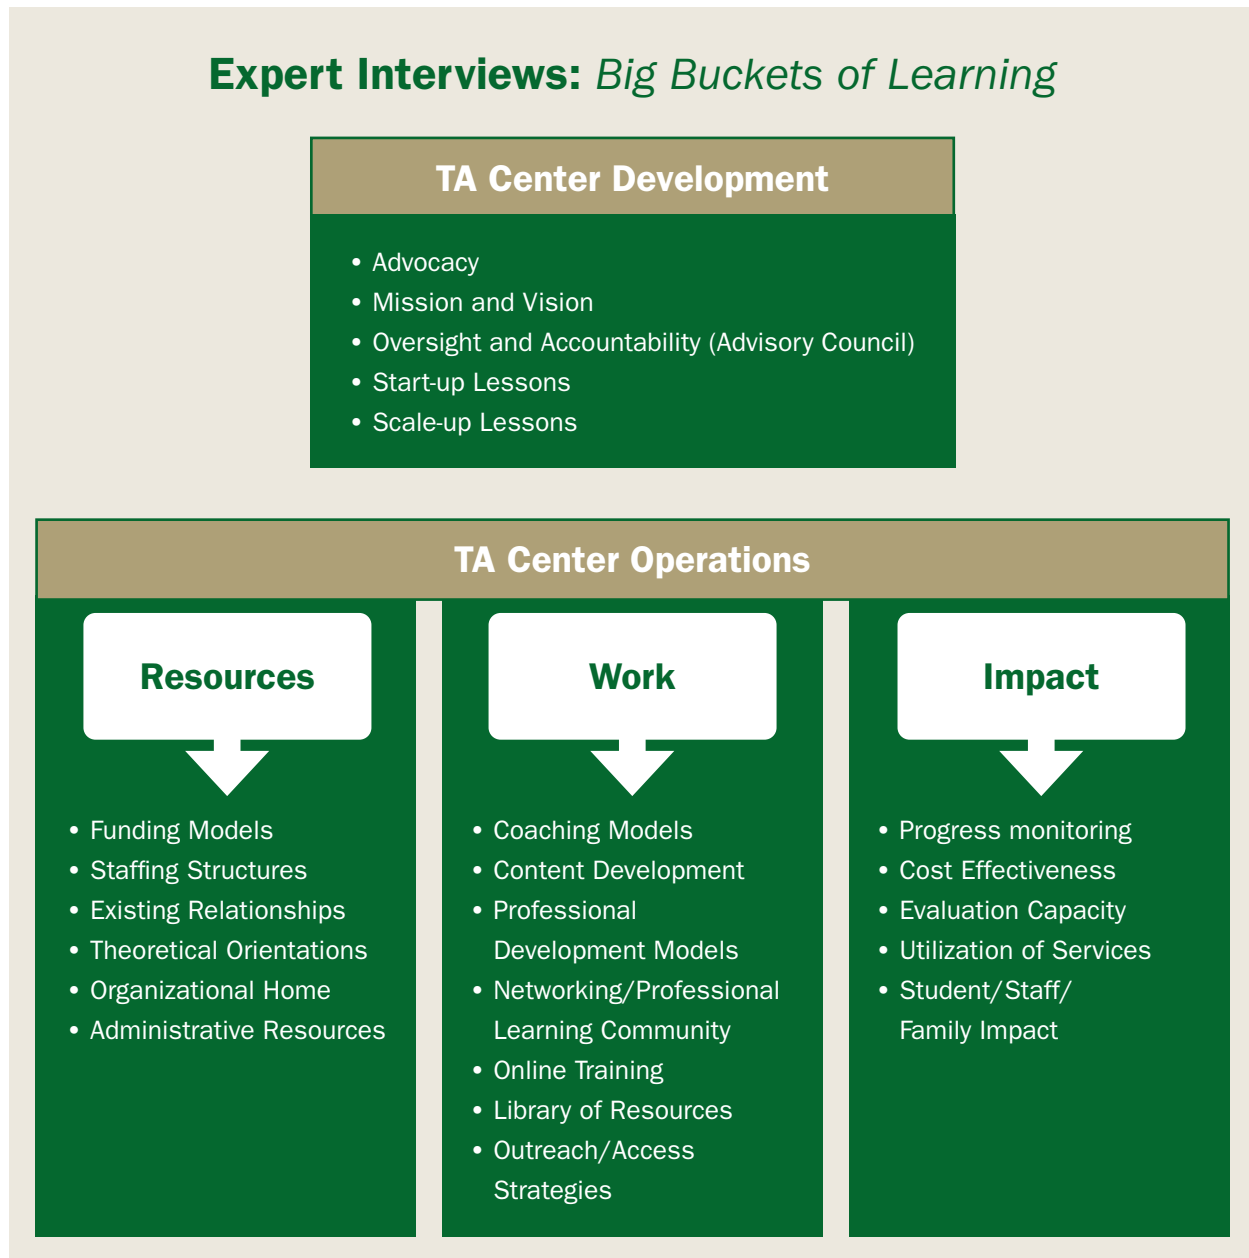 Expert Interviews: Big Buckets of Learning
TA Center Development
• Advocacy
• Mission and Vision
• Oversight and Accountability (Advisory Council)
• Start-up Lessons
• Scale-up Lessons
TA Center Operations
Resources
• Funding Models
• Staffing Structures
• Existing Relationships
• Theoretical Orientations
• Organizational Home
• Administrative Resources
Work
• Coaching Models
• Content Development
• Professional
Development Models
• Networking/Professional
Learning Community
• Online Training
• Library of Resources
• Outreach/Access
Strategies
Impact
• Progress monitoring
• Cost Effectiveness
• Evaluation Capacity
• Utilization of Services
• Student/Staff/
Family Impact